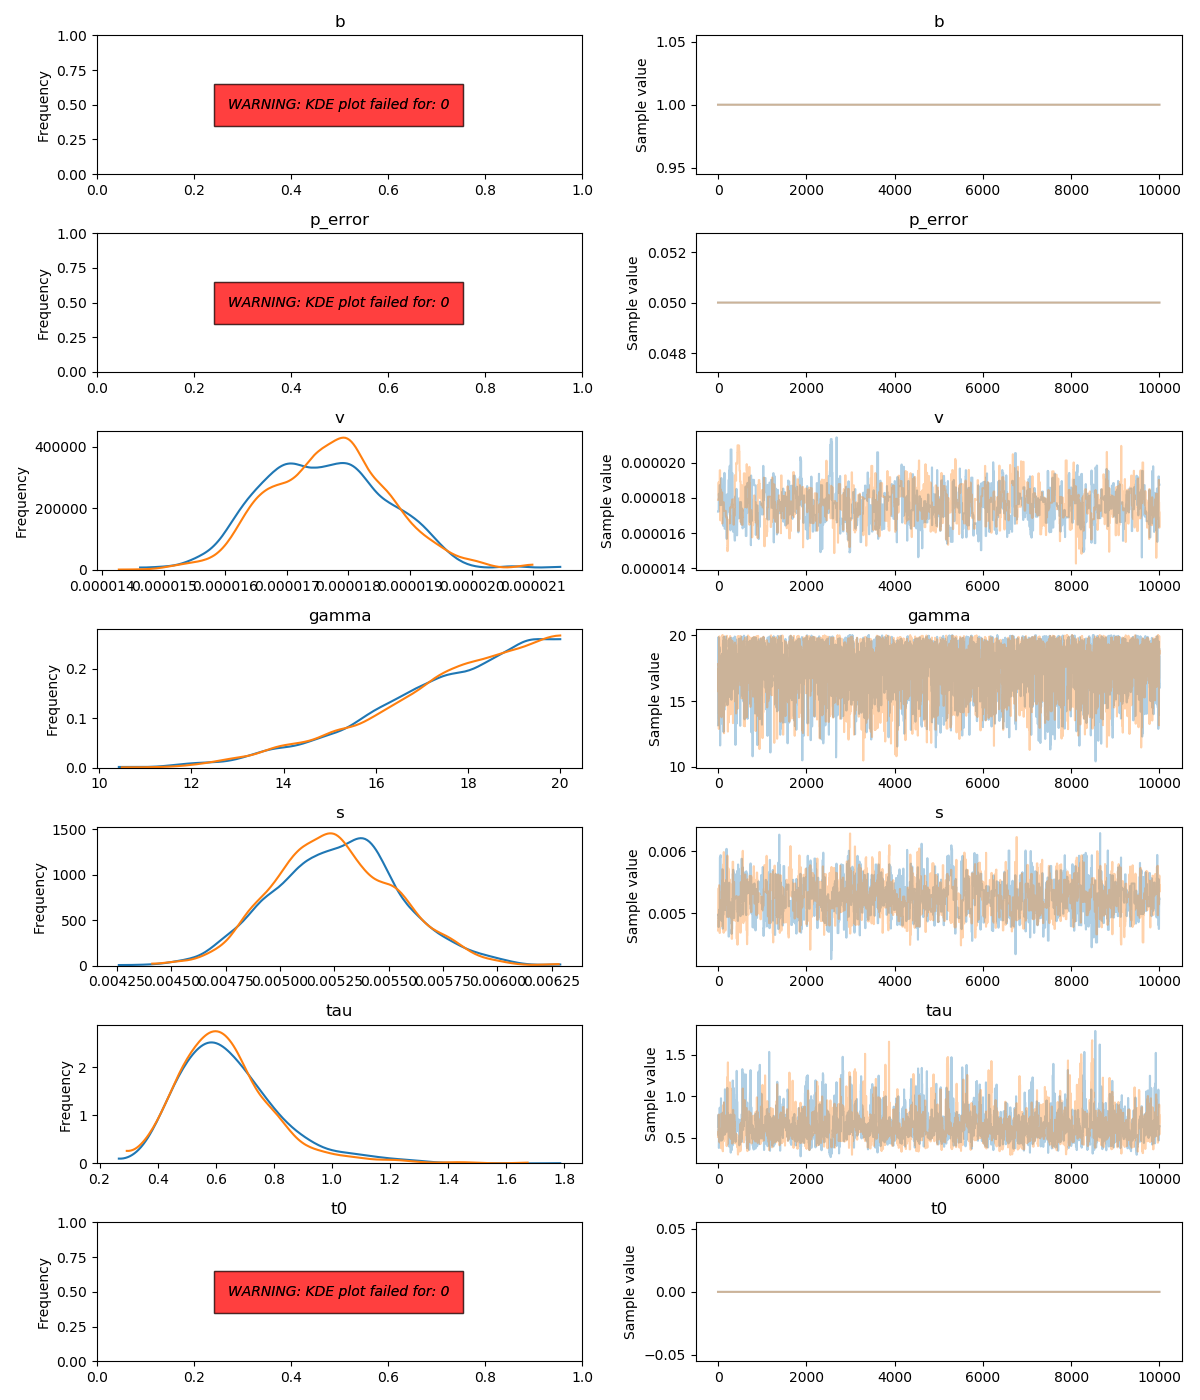 b
1.00
0.75
0.50
0.25
0.00
Frequency
WARNING: KDE plot failed for: 0
0.0 0.2 0.4 0.6 0.8 1.0
b
1.05
1.00
0.95
Sample value
0 2000 4000 6000 8000 10000
p_error
1.00
0.75
0.50
0.25
0.00
Frequency
WARNING: KDE plot failed for: 0
0.0 0.2 0.4 0.6 0.8 1.0
p_error
0.052
0.050
0.048
Sample value
0 2000 4000 6000 8000 10000
v
400000
200000
0
Frequency
0.000014 0.000015 0.000016 0.000017 0.000018 0.000019 0.000020 0.000021
v
0.000020
0.000018
0.000016
0.000014
Sample value
0 2000 4000 6000 8000 10000
gamma
0.2
0.1
0.0
Frequency
10 12 14 16 18 20
gamma
20
15
10
Sample value
0 2000 4000 6000 8000 10000
s
1500
1000
500
0
Frequency
0.00425 0.00450 0.00475 0.00500 0.00525 0.00550 0.00575 0.00600 0.00625
s
0.006
0.005
Sample value
0 2000 4000 6000 8000 10000
tau
2
1
0
Frequency
0.2 0.4 0.6 0.8 1.0 1.2 1.4 1.6 1.8
tau
1.5
1.0
0.5
Sample value
0 2000 4000 6000 8000 10000
t0
1.00
0.75
0.50
0.25
0.00
Frequency
WARNING: KDE plot failed for: 0
0.0 0.2 0.4 0.6 0.8 1.0
t0
0.05
0.00
−0.05
Sample value
0 2000 4000 6000 8000 10000